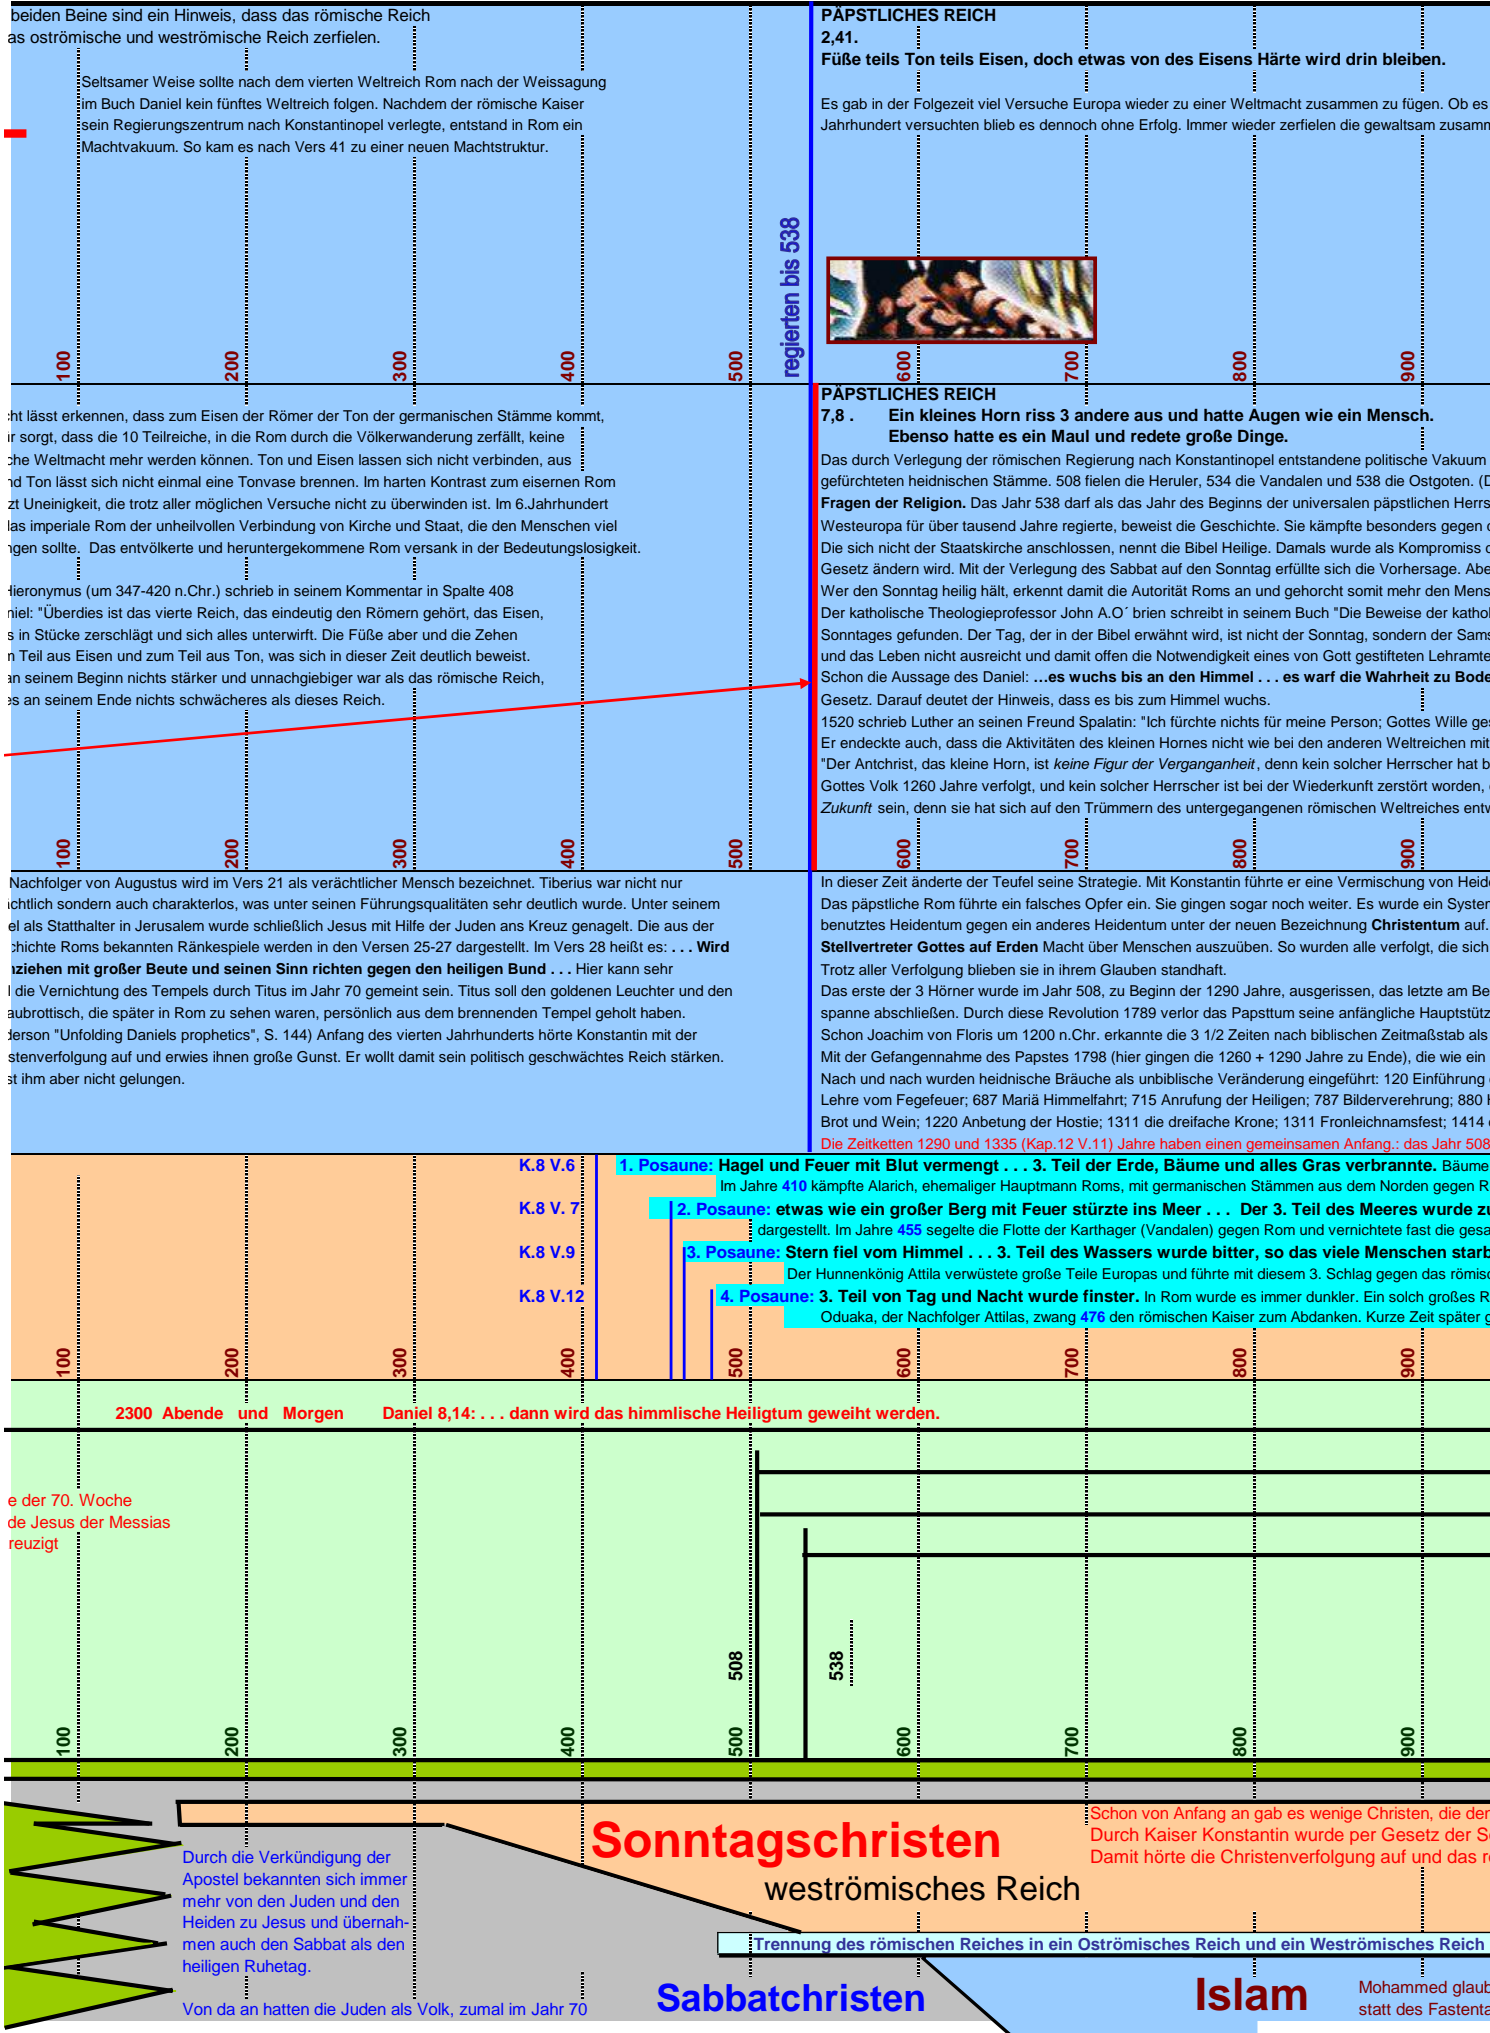 beiden Beine sind ein Hinweis, dass das römische Reich
as oströmische und weströmische Reich zerfielen.
Seltsamer Weise sollte nach dem vierten Weltreich Rom nach der Weissagung
im Buch Daniel kein fünftes Weltreich folgen. Nachdem der römische Kaiser
sein Regierungszentrum nach Konstantinopel verlegte, entstand in Rom ein
Machtvakuum. So kam es nach Vers 41 zu einer neuen Machtstruktur.
regierten bis 538
PÄPSTLICHES REICH
2,41.
Füße teils Ton teils Eisen, doch etwas von des Eisens Härte wird drin bleiben.
Es gab in der Folgezeit viel Versuche Europa wieder zu einer Weltmacht zusammen zu fügen. Ob es
Jahrhundert versuchten blieb es dennoch ohne Erfolg. Immer wieder zerfielen die gewaltsam zusamm
100 200 300 400 500 600 700 800 900
ht lässt erkennen, dass zum Eisen der Römer der Ton der germanischen Stämme kommt,
r sorgt, dass die 10 Teilreiche, in die Rom durch die Völkerwanderung zerfällt, keine
che Weltmacht mehr werden können. Ton und Eisen lassen sich nicht verbinden, aus
nd Ton lässt sich nicht einmal eine Tonvase brennen. Im harten Kontrast zum eisernen Rom
zt Uneinigkeit, die trotz aller möglichen Versuche nicht zu überwinden ist. Im 6.Jahrhundert
las imperiale Rom der unheilvollen Verbindung von Kirche und Staat, die den Menschen viel
ngen sollte. Das entvölkerte und heruntergekommene Rom versank in der Bedeutungslosigkeit.
Hieronymus (um 347-420 n.Chr.) schrieb in seinem Kommentar in Spalte 408
niel: "Überdies ist das vierte Reich, das eindeutig den Römern gehört, das Eisen,
s in Stücke zerschlägt und sich alles unterwirft. Die Füße aber und die Zehen
n Teil aus Eisen und zum Teil aus Ton, was sich in dieser Zeit deutlich beweist.
an seinem Beginn nichts stärker und unnachgiebiger war als das römische Reich,
es an seinem Ende nichts schwächeres als dieses Reich.
PÄPSTLICHES REICH
7,8 . Ein kleines Horn riss 3 andere aus und hatte Augen wie ein Mensch.
Ebenso hatte es ein Maul und redete große Dinge.
Das durch Verlegung der römischen Regierung nach Konstantinopel entstandene politische Vakuum
gefürchteten heidnischen Stämme. 508 fielen die Heruler, 534 die Vandalen und 538 die Ostgoten. (D
Fragen der Religion. Das Jahr 538 darf als das Jahr des Beginns der universalen päpstlichen Herrs
Westeuropa für über tausend Jahre regierte, beweist die Geschichte. Sie kämpfte besonders gegen d
Die sich nicht der Staatskirche anschlossen, nennt die Bibel Heilige. Damals wurde als Kompromiss d
Gesetz ändern wird. Mit der Verlegung des Sabbat auf den Sonntag erfüllte sich die Vorhersage. Abe
Wer den Sonntag heilig hält, erkennt damit die Autorität Roms an und gehorcht somit mehr den Mens
Der katholische Theologieprofessor John A.O´ brien schreibt in seinem Buch "Die Beweise der kathol
Sonntages gefunden. Der Tag, der in der Bibel erwähnt wird, ist nicht der Sonntag, sondern der Sams
und das Leben nicht ausreicht und damit offen die Notwendigkeit eines von Gott gestifteten Lehramte
Schon die Aussage des Daniel: ...es wuchs bis an den Himmel . . . es warf die Wahrheit zu Bode
Gesetz. Darauf deutet der Hinweis, dass es bis zum Himmel wuchs.
1520 schrieb Luther an seinen Freund Spalatin: "Ich fürchte nichts für meine Person; Gottes Wille ges
Er endeckte auch, dass die Aktivitäten des kleinen Hornes nicht wie bei den anderen Weltreichen mit
"Der Antchrist, das kleine Horn, ist keine Figur der Verganganheit, denn kein solcher Herrscher hat b
Gottes Volk 1260 Jahre verfolgt, und kein solcher Herrscher ist bei der Wiederkunft zerstört worden,
Zukunft sein, denn sie hat sich auf den Trümmern des untergegangenen römischen Weltreiches entw
100 200 300 400 500 600 700 800 900
Nachfolger von Augustus wird im Vers 21 als verächtlicher Mensch bezeichnet. Tiberius war nicht nur
ichtlich sondern auch charakterlos, was unter seinen Führungsqualitäten sehr deutlich wurde. Unter seinem
el als Statthalter in Jerusalem wurde schließlich Jesus mit Hilfe der Juden ans Kreuz genagelt. Die aus der
chichte Roms bekannten Ränkespiele werden in den Versen 25-27 dargestellt. Im Vers 28 heißt es: . . . Wird
nziehen mit großer Beute und seinen Sinn richten gegen den heiligen Bund . . . Hier kann sehr
l die Vernichtung des Tempels durch Titus im Jahr 70 gemeint sein. Titus soll den goldenen Leuchter und den
aubrottisch, die später in Rom zu sehen waren, persönlich aus dem brennenden Tempel geholt haben.
derson "Unfolding Daniels prophetics", S. 144) Anfang des vierten Jahrhunderts hörte Konstantin mit der
stenverfolgung auf und erwies ihnen große Gunst. Er wollt damit sein politisch geschwächtes Reich stärken.
st ihm aber nicht gelungen.
In dieser Zeit änderte der Teufel seine Strategie. Mit Konstantin führte er eine Vermischung von Heide
Das päpstliche Rom führte ein falsches Opfer ein. Sie gingen sogar noch weiter. Es wurde ein System
benutztes Heidentum gegen ein anderes Heidentum unter der neuen Bezeichnung Christentum auf.
Stellvertreter Gottes auf Erden Macht über Menschen auszuüben. So wurden alle verfolgt, die sich
Trotz aller Verfolgung blieben sie in ihrem Glauben standhaft.
Das erste der 3 Hörner wurde im Jahr 508, zu Beginn der 1290 Jahre, ausgerissen, das letzte am Be
spanne abschließen. Durch diese Revolution 1789 verlor das Papsttum seine anfängliche Hauptstütz
Schon Joachim von Floris um 1200 n.Chr. erkannte die 3 1/2 Zeiten nach biblischen Zeitmaßstab als
Mit der Gefangennahme des Papstes 1798 (hier gingen die 1260 + 1290 Jahre zu Ende), die wie ein
Nach und nach wurden heidnische Bräuche als unbiblische Veränderung eingeführt: 120 Einführung
Lehre vom Fegefeuer; 687 Mariä Himmelfahrt; 715 Anrufung der Heiligen; 787 Bilderverehrung; 880 H
Brot und Wein; 1220 Anbetung der Hostie; 1311 die dreifache Krone; 1311 Fronleichnamsfest; 1414
Die Zeitketten 1290 und 1335 (Kap.12 V.11) Jahre haben einen gemeinsamen Anfang.: das Jahr 508
K.8 V.6 1. Posaune: Hagel und Feuer mit Blut vermengt . . . 3. Teil der Erde, Bäume und alles Gras verbrannte. Bäume
Im Jahre 410 kämpfte Alarich, ehemaliger Hauptmann Roms, mit germanischen Stämmen aus dem Norden gegen R
K.8 V. 7 2. Posaune: etwas wie ein großer Berg mit Feuer stürzte ins Meer . . . Der 3. Teil des Meeres wurde zu
dargestellt. Im Jahre 455 segelte die Flotte der Karthager (Vandalen) gegen Rom und vernichtete fast die gesa
K.8 V.9 3. Posaune: Stern fiel vom Himmel . . . 3. Teil des Wassers wurde bitter, so das viele Menschen starb
Der Hunnenkönig Attila verwüstete große Teile Europas und führte mit diesem 3. Schlag gegen das römisc
K.8 V.12 4. Posaune: 3. Teil von Tag und Nacht wurde finster. In Rom wurde es immer dunkler. Ein solch großes R
Oduaka, der Nachfolger Attilas, zwang 476 den römischen Kaiser zum Abdanken. Kurze Zeit später g
100 200 300 400 500 600 700 800 900
2300 Abende und Morgen Daniel 8,14: . . . dann wird das himmlische Heiligtum geweiht werden.
e der 70. Woche
de Jesus der Messias
reuzigt
508 538
100 200 300 400 500 600 700 800 900
Sonntagschristen
weströmisches Reich
Schon von Anfang an gab es wenige Christen, die den
Durch Kaiser Konstantin wurde per Gesetz der So
Damit hörte die Christenverfolgung auf und das r
Durch die Verkündigung der
Apostel bekannten sich immer
mehr von den Juden und den
Heiden zu Jesus und übernah-
men auch den Sabbat als den
heiligen Ruhetag.
Von da an hatten die Juden als Volk, zumal im Jahr 70
Trennung des römischen Reiches in ein Oströmisches Reich und ein Weströmisches Reich
Sabbatchristen
Islam
Mohammed glaub
statt des Fastenta